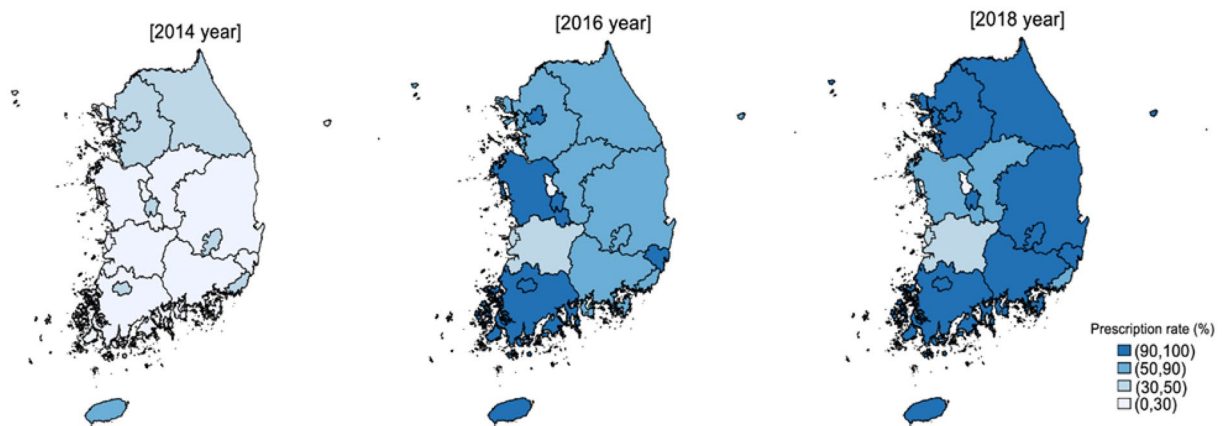 [2014 year]
[2016 year]
[2018 year]
Prescription rate (%)
(90,100)
(50,90)
(30,50)
(0,30)